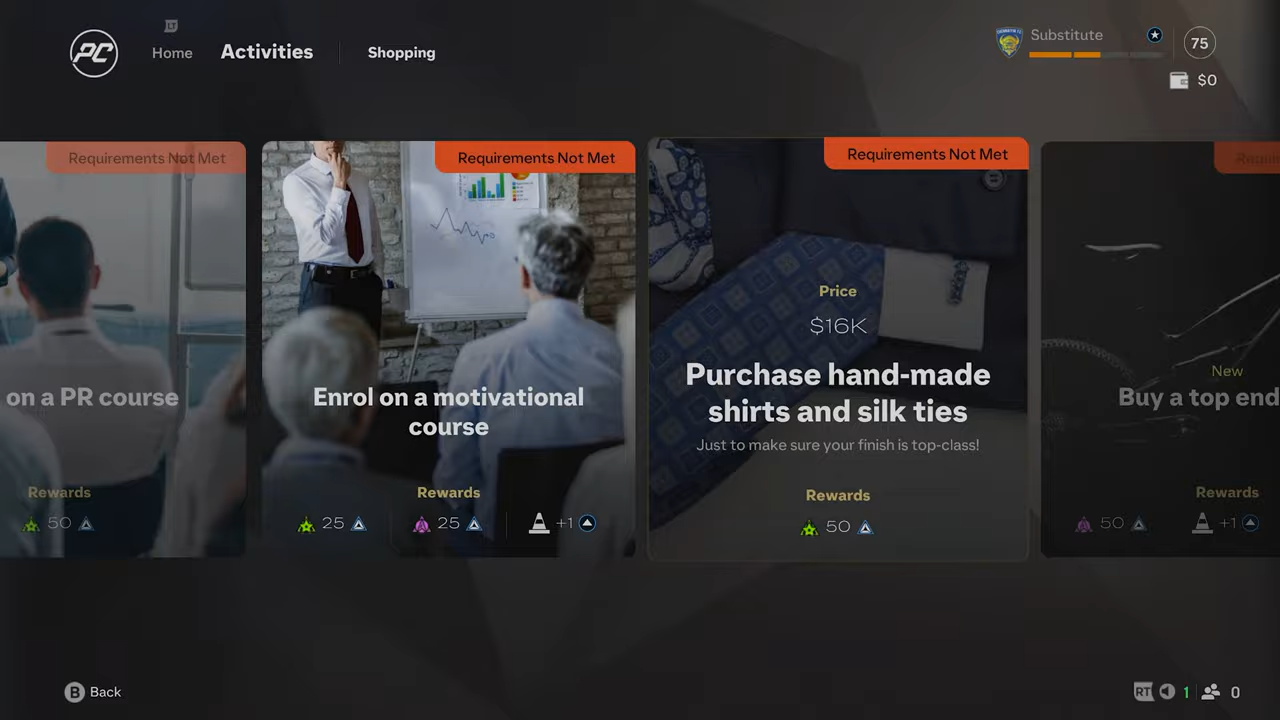 LT
PC
Home
Activities
Shopping
Substitute
75
$0
Requirements Not Met
on a PR course
Rewards
50
Requirements Not Met
Enrol on a motivational
course
Rewards
25
25
+1
Requirements Not Met
Price
$16K
Purchase hand-made
shirts and silk ties
Just to make sure your finish is top-class!
Rewards
50
New
Buy a top end
Rewards
50
+1
B Back
RT
1
0